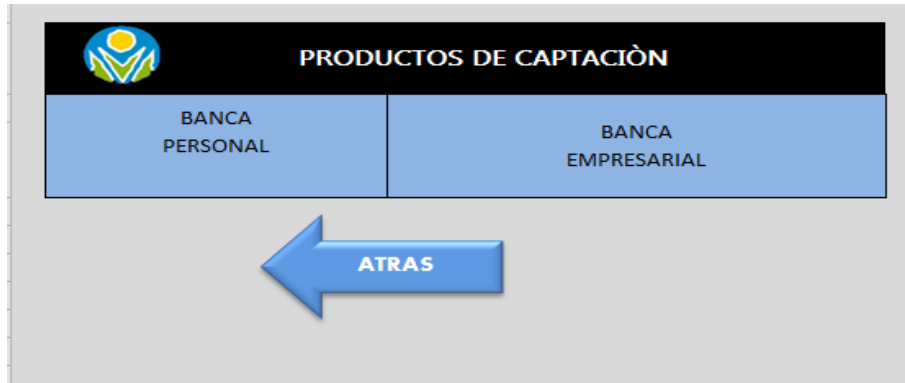 PRODUCTOS DE CAPTACIÒN
BANCA
PERSONAL
BANCA
EMPRESARIAL
ATRAS